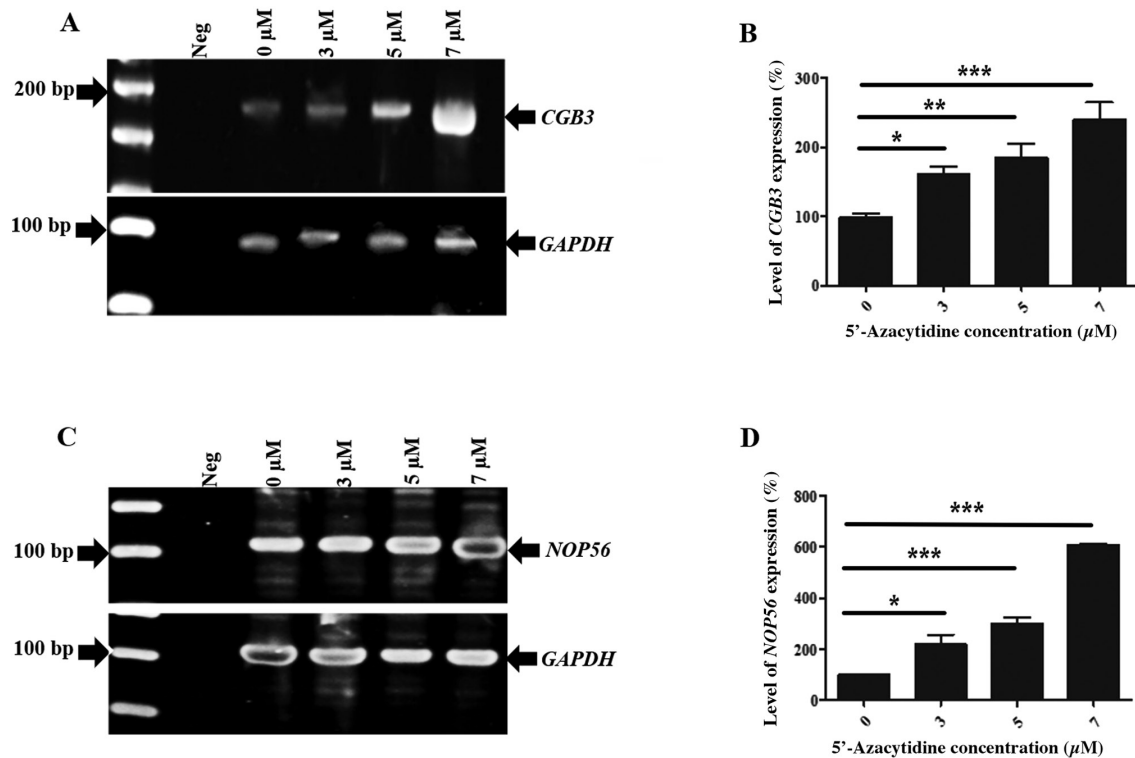 A
Neg
0 µM
3 µM
5 µM
7 µM
200 bp
CGB3
100 bp
GAPDH
B
Level of CGB3 expression (%)
300
200
100
0
***
**
*
0
3
5
7
5’-Azacytidine concentration (µM)
C
Neg
0 µM
3 µM
5 µM
7 µM
100 bp
NOP56
100 bp
GAPDH
D
Level of NOP56 expression (%)
800
600
400
200
0
***
***
*
0
3
5
7
5’-Azacytidine concentration (µM)